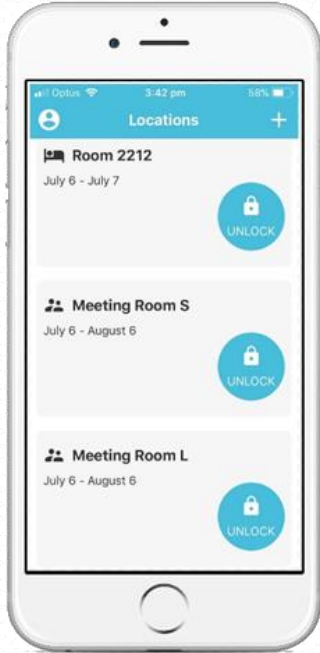 Optus 3:42 pm 58%
Locations +
Room 2212
July 6 - July 7
UNLOCK
Meeting Room S
July 6 - August 6
UNLOCK
Meeting Room L
July 6 - August 6
UNLOCK